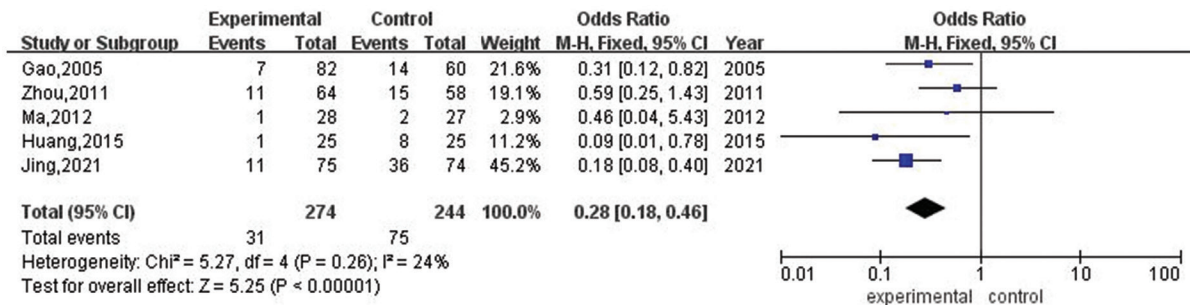 Experimental Control Odds Ratio Odds Ratio
Study or Subgroup Events Total Events Total Weight M-H, Fixed, 95% CI Year M-H, Fixed, 95% CI
Gao,2005 7 82 14 60 21.6% 0.31 [0.12, 0.82] 2005
Zhou,2011 11 64 15 58 19.1% 0.59 [0.25, 1.43] 2011
Ma,2012 1 28 2 27 2.9% 0.46 [0.04, 5.43] 2012
Huang,2015 1 25 8 25 11.2% 0.09 [0.01, 0.78] 2015
Jing,2021 11 75 36 74 45.2% 0.18 [0.08, 0.40] 2021
Total (95% CI) 274 244 100.0% 0.28 [0.18, 0.46]
Total events 31 75
Heterogeneity: Chi² = 5.27, df = 4 (P = 0.26); I² = 24%
Test for overall effect: Z = 5.25 (P < 0.00001)
0.01 0.1 1 10 100
experimental control